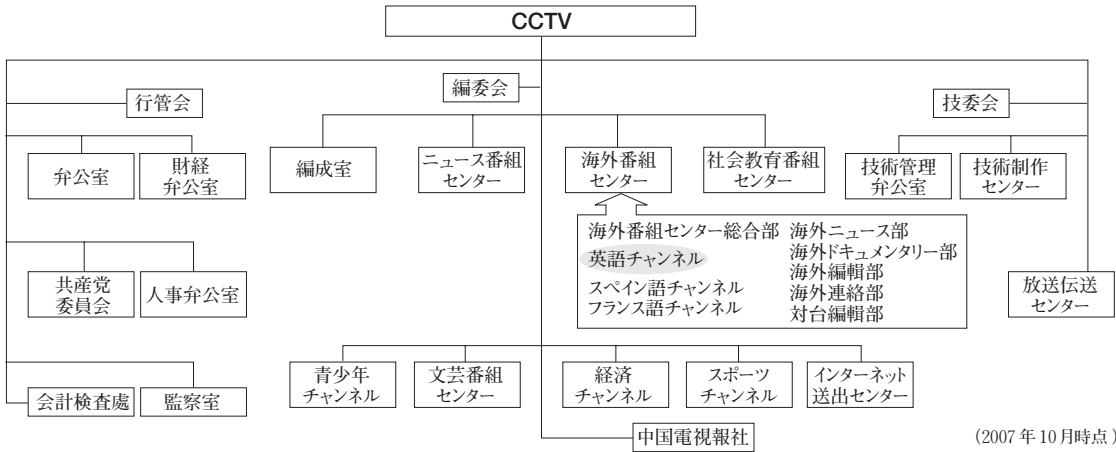 CCTV
編委会
行管会
技委会
弁公室
財経
弁公室
編成室
ニュース番組
センター
海外番組
センター
社会教育番組
センター
技術管理
弁公室
技術制作
センター
海外番組センター総合部
英語チャンネル
スペイン語チャンネル
フランス語チャンネル
海外ニュース部
海外ドキュメンタリー部
海外編輯部
海外連絡部
対台編輯部
共産党
委員会
人事弁公室
放送伝送
センター
青少年
チャンネル
文芸番組
センター
経済
チャンネル
スポーツ
チャンネル
インターネット
送出センター
会計検査處
監察室
中国電視報社
(2007年10月時点)